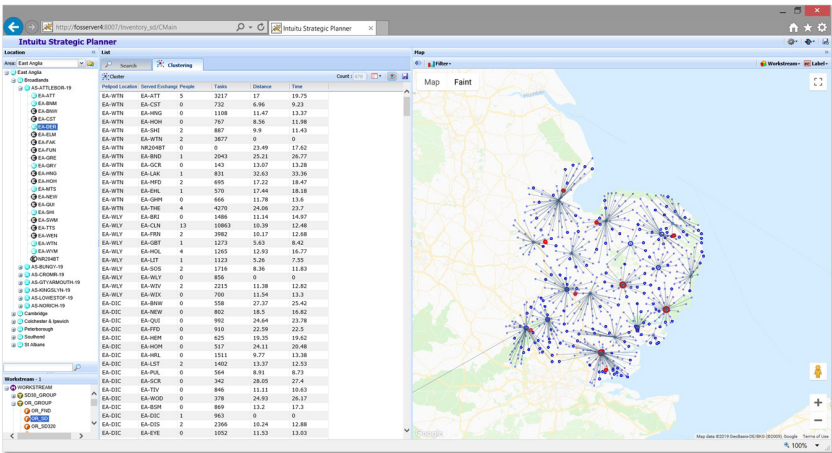 http://fosserver4:8007/Inventory_sd/CMain
Intuitu Strategic Planner
Intuitu Strategic Planner
Location
List
Map
Area: East Anglia
Search
Clustering
Filter
Workstream
Label
Cluster
Count :
Pelipod Location Served Exchange People Tasks Distance Time
EA-WTN EA-ATT 5 3217 17 19.75
EA-WTN EA-CST 0 732 6.96 9.23
EA-WTN EA-HNG 0 1108 11.47 13.37
EA-WTN EA-HOH 0 767 8.56 11.98
EA-WTN EA-SHI 2 887 9.9 11.43
EA-WTN EA-WTN 2 3877 0 0
EA-WTN NR204BT 0 23.49 17.62
EA-WTN EA-BND 1 2043 25.21 26.77
EA-WTN EA-GCR 0 143 13.07 13.28
EA-WTN EA-LAK 1 831 32.63 33.36
EA-WTN EA-MFD 2 695 17.22 18.47
EA-WTN EA-EHL 1 570 17.44 18.18
EA-WTN EA-GHM 0 666 11.78 13.6
EA-WTN EA-THE 4 4270 24.06 23.7
EA-WLY EA-BRI 0 1486 11.14 14.97
EA-WLY EA-CLN 13 10863 10.39 12.48
EA-WLY EA-FRN 2 3982 10.17 12.68
EA-WLY EA-GBT 1 1273 5.63 8.42
EA-WLY EA-HOL 4 1265 12.93 16.77
EA-WLY EA-LIT 1 1123 5.26 7.55
EA-WLY EA-SOS 2 1716 8.36 11.83
EA-WLY EA-WLY 0 856 0 0
EA-WLY EA-WIV 2 2215 11.38 12.82
EA-WLY EA-WIX 0 700 11.54 13.3
EA-DIC EA-BNW 0 558 27.37 25.42
EA-DIC EA-NEW 0 802 18.5 16.82
EA-DIC EA-QUI 0 992 24.64 23.78
EA-DIC EA-FFD 0 910 22.59 22.5
EA-DIC EA-HEM 0 625 19.35 19.62
EA-DIC EA-HOM 0 517 24.11 20.48
EA-DIC EA-HRL 0 1511 9.77 13.38
EA-DIC EA-LST 2 1402 13.37 12.53
EA-DIC EA-PUL 0 564 8.91 8.73
EA-DIC EA-SCR 0 342 28.05 27.4
EA-DIC EA-TIV 0 846 11.11 10.63
EA-DIC EA-WOD 0 378 24.93 26.17
EA-DIC EA-BSM 0 869 13.2 17.3
EA-DIC EA-DIC 1 963 0 0
EA-DIC EA-DIS 2 2366 10.24 12.88
EA-DIC EA-EYE 0 1052 11.53 13.03
East Anglia
Broadlands
AS-ATTLEBOR-19
EA-ATT
EA-BNM
EA-BNW
EA-CST
EA-DER
EA-ELM
EA-FAK
EA-FUN
EA-GRE
EA-GRY
EA-HNG
EA-HOH
EA-MTS
EA-NEW
EA-QUI
EA-SHI
EA-SWM
EA-TTS
EA-WEN
EA-WTN
EA-WYM
NR204BT
AS-BUNGY-19
AS-CROMR-19
AS-GTYARMOUTH-19
AS-KINGSLYN-19
AS-LOWESTOF-19
AS-NORICH-19
Cambridge
Colchester & Ipswich
Peterborough
Southend
St Albans
Workstream - 1
WORKSTREAM
SD30_GROUP
OR_GROUP
OR_FND
OR_SD
OR_SD320
Map Faint
Google
Map data ©2019 GeoBasis-DE/BKG (©2009), Google Terms of Use
100%